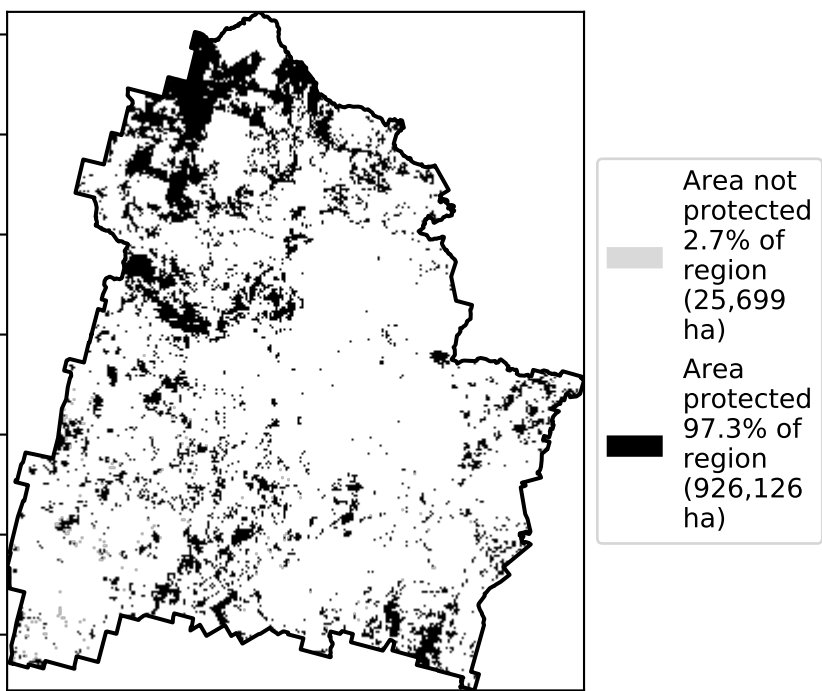 Area not
protected
2.7% of
region
(25,699
ha)
Area
protected
97.3% of
region
(926,126
ha)